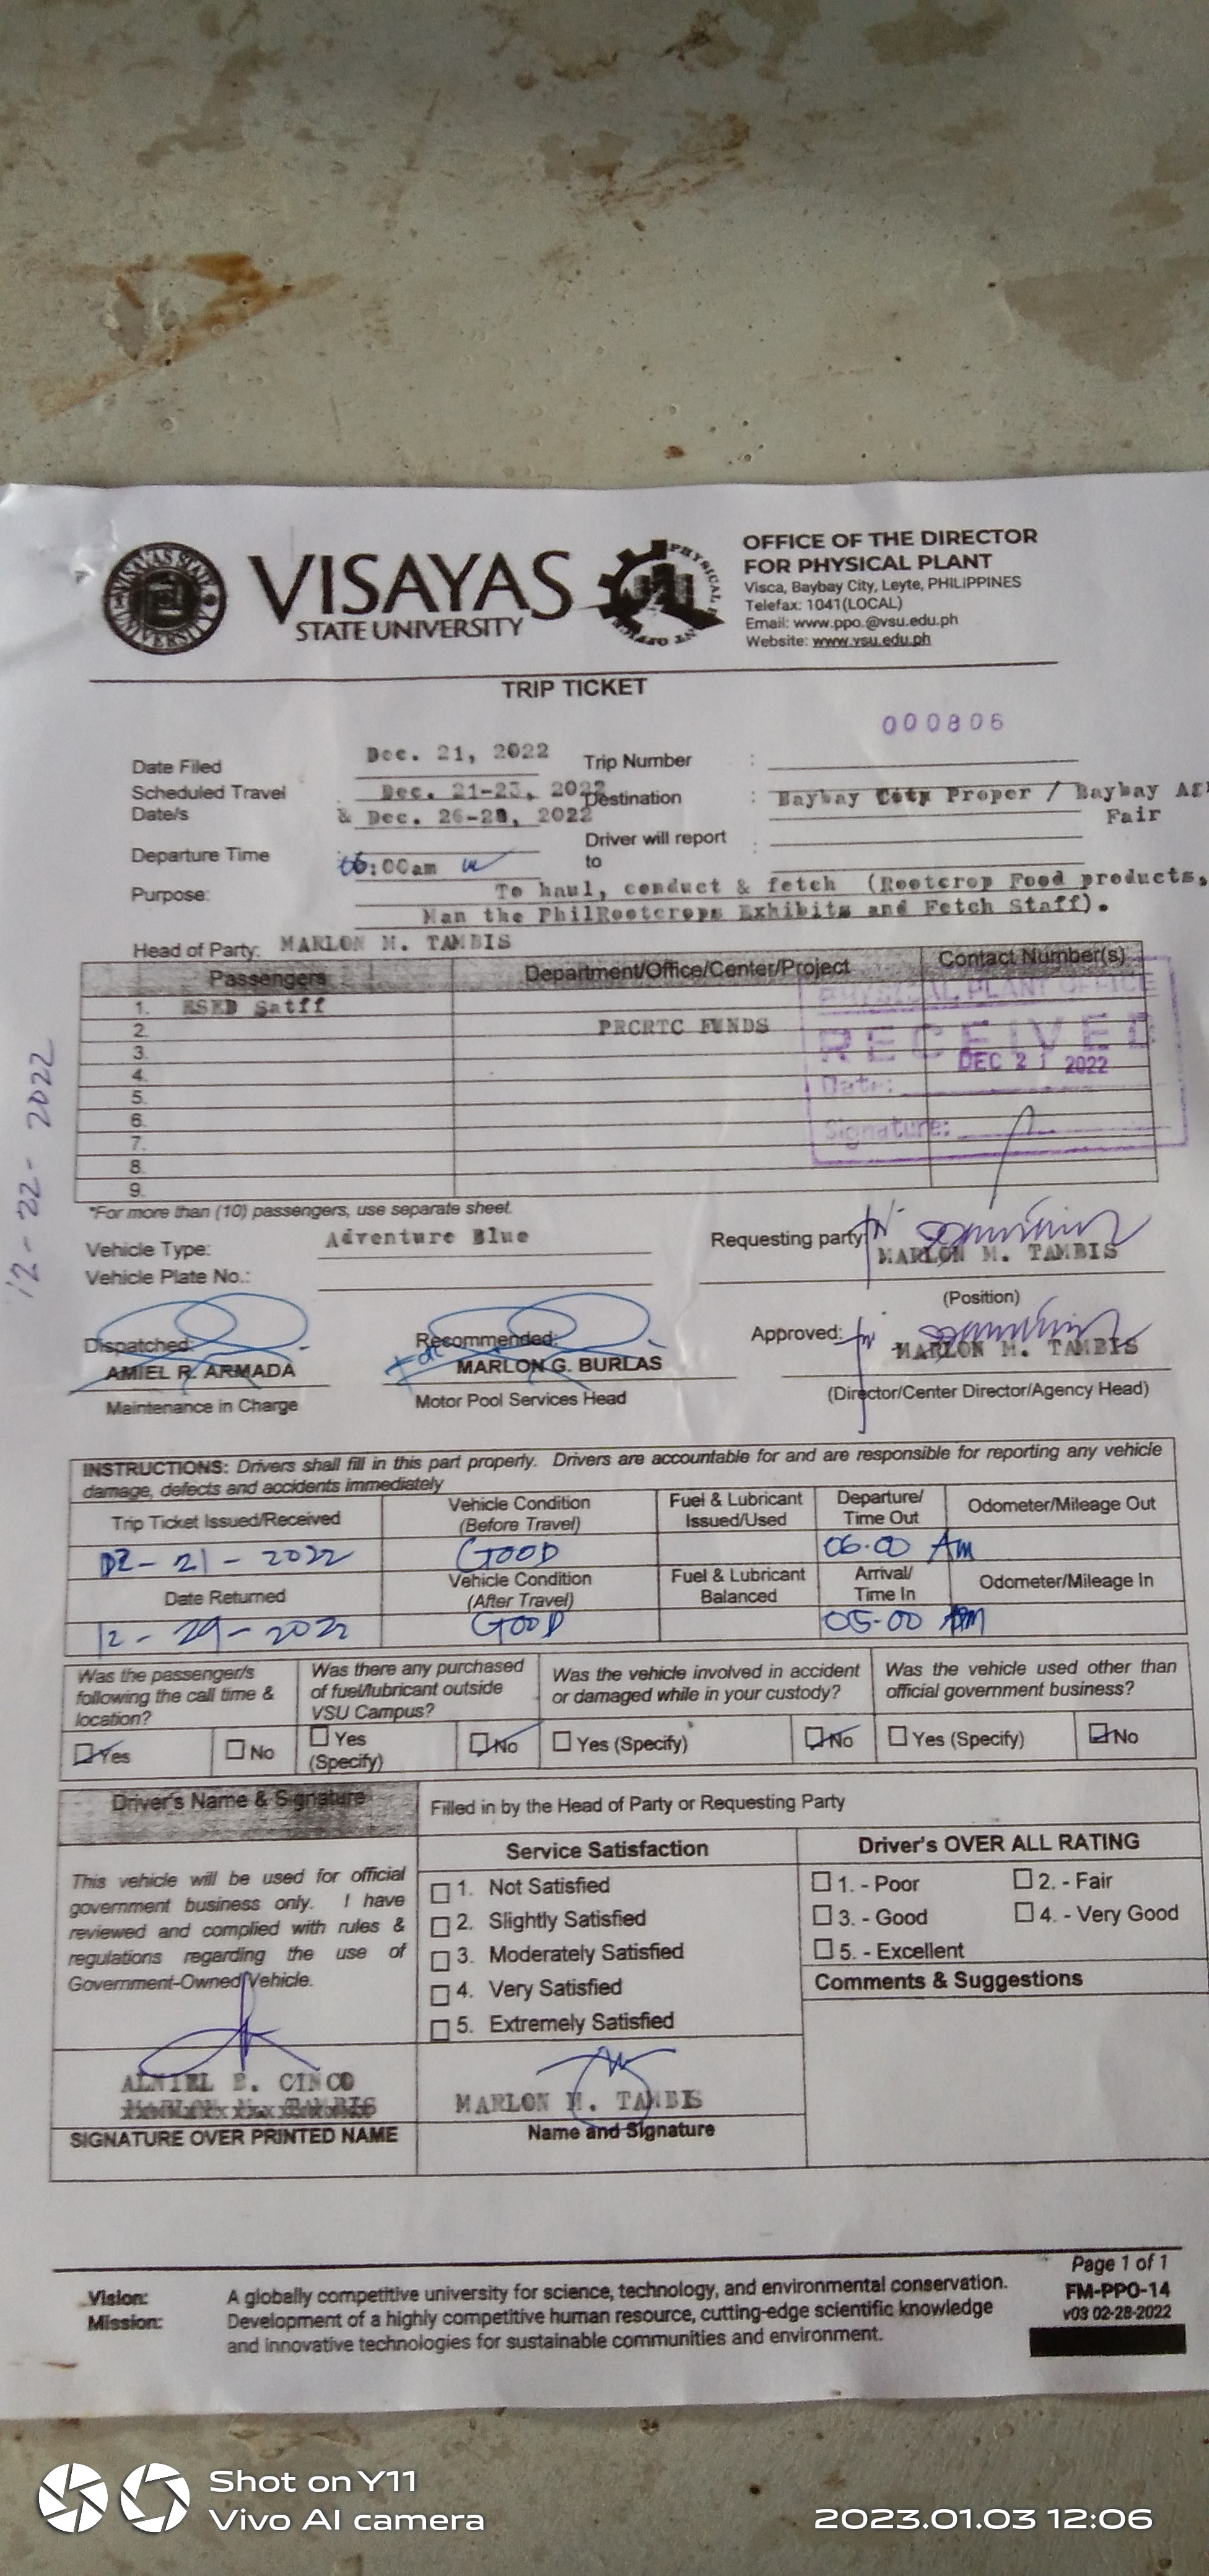 VISAYAS
STATE UNIVERSITY
OFFICE OF THE DIRECTOR
FOR PHYSICAL PLANT
Visca, Baybay City, Leyte, PHILIPPINES
Telefax: 1041(LOCAL)
Email: www.ppo.@vsu.edu.ph
Website: www.vsu.edu.ph
TRIP TICKET
000806
Date Filed Dec. 21, 2022 Trip Number :
Scheduled Travel Dec. 21-23, 2022 Destination : Baybay City Proper / Baybay
Date/s & Dec. 26-28, 2022 Fair
Departure Time 06:00am Driver will report
to
Purpose: To haul, conduct & fetch (Rootcrop Food products,
Man the PhilRootcrops Exhibits and Fetch Staff).
Head of Party: MARLON M. TAMBIS
Passengers Department/Office/Center/Project Contact Number(s)
1. Satff
2. PRCRTC FUNDS
3.
4.
5.
6.
7.
8.
9.
PHYSICAL PLANT OFFICE
RECEIVED
DEC 21 2022
Date:
Signature:
12-22-2022
*For more than (10) passengers, use separate sheet.
Vehicle Type: Adventure Blue Requesting party:
MARLON M. TAMBIS
Vehicle Plate No.:
(Position)
Dispatched: Recommended: Approved:
AMIEL R. ARMADA MARLON G. BURLAS MARLON M. TAMBIS
Maintenance in Charge Motor Pool Services Head (Director/Center Director/Agency Head)
INSTRUCTIONS: Drivers shall fill in this part properly. Drivers are accountable for and are responsible for reporting any vehicle
damage, defects and accidents immediately
Trip Ticket Issued/Received Vehicle Condition (Before Travel) Fuel & Lubricant Issued/Used Departure/ Time Out Odometer/Mileage Out
12-21-2022 GOOD 06:00 Am
Date Returned Vehicle Condition (After Travel) Fuel & Lubricant Balanced Arrival/ Time In Odometer/Mileage In
12-29-2022 GOOD 05:00
Was the passenger/s following the call time & location? Was there any purchased of fuel/lubricant outside VSU Campus? Was the vehicle involved in accident or damaged while in your custody? Was the vehicle used other than official government business?
Yes No Yes (Specify) No Yes (Specify) No Yes (Specify) No
Driver's Name & Signature Filled in by the Head of Party or Requesting Party
Service Satisfaction Driver's OVER ALL RATING
This vehicle will be used for official
government business only. I have
reviewed and complied with rules &
regulations regarding the use of
Government-Owned Vehicle.
1. Not Satisfied
2. Slightly Satisfied
3. Moderately Satisfied
4. Very Satisfied
5. Extremely Satisfied
1. - Poor 2. - Fair
3. - Good 4. - Very Good
5. - Excellent
Comments & Suggestions
ALNIEL B. CINCO
MARLON M. TAMBIS
SIGNATURE OVER PRINTED NAME Name and Signature
Page 1 of 1
FM-PPO-14
v03 02-28-2022
Vision: A globally competitive university for science, technology, and environmental conservation.
Mission: Development of a highly competitive human resource, cutting-edge scientific knowledge
and innovative technologies for sustainable communities and environment.
Shot on Y11
Vivo AI camera
2023.01.03 12:06